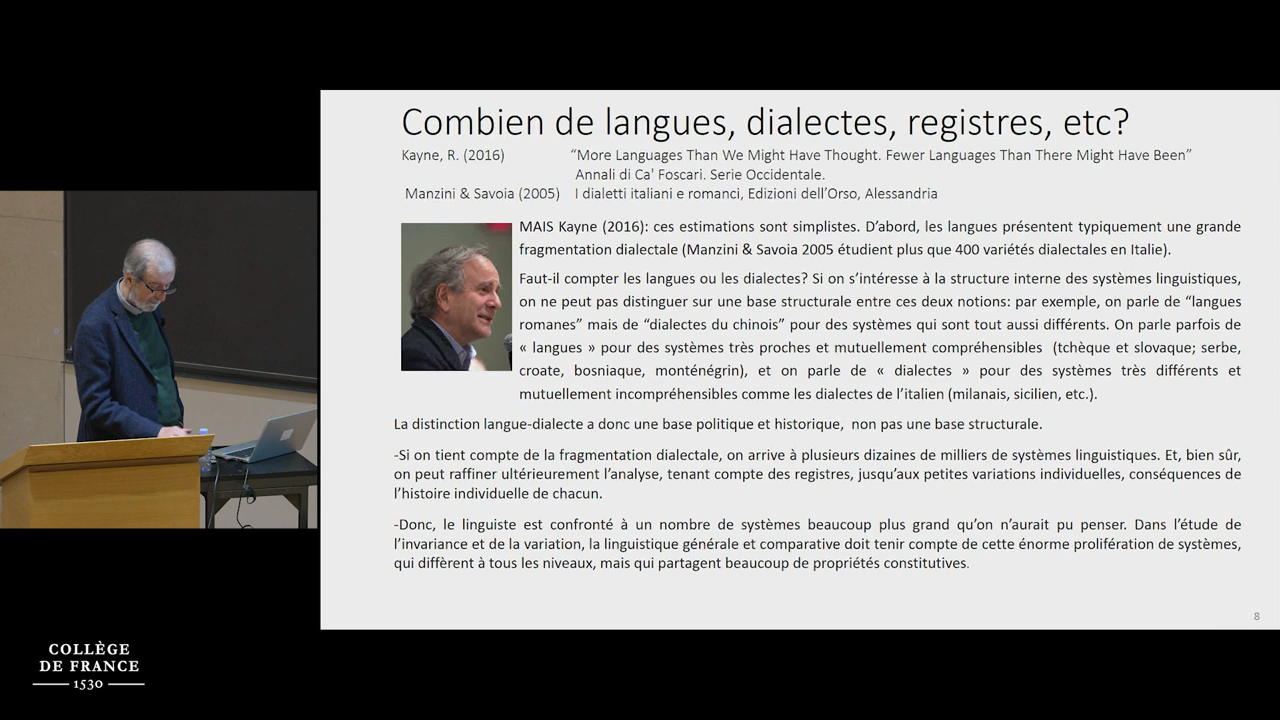 Combien de langues, dialectes, registres, etc?
Kayne, R. (2016) “More Languages Than We Might Have Thought. Fewer Languages Than There Might Have Been”
Annali di Ca' Foscari. Serie Occidentale.
Manzini & Savoia (2005) I dialetti italiani e romanci, Edizioni dell’Orso, Alessandria
MAIS Kayne (2016): ces estimations sont simplistes. D’abord, les langues présentent typiquement une grande
fragmentation dialectale (Manzini & Savoia 2005 étudient plus que 400 variétés dialectales en Italie).
Faut-il compter les langues ou les dialectes? Si on s’intéresse à la structure interne des systèmes linguistiques,
on ne peut pas distinguer sur une base structurale entre ces deux notions: par exemple, on parle de “langues
romanes” mais de “dialectes du chinois” pour des systèmes qui sont tout aussi différents. On parle parfois de
« langues » pour des systèmes très proches et mutuellement compréhensibles (tchèque et slovaque; serbe,
croate, bosniaque, monténégrin), et on parle de « dialectes » pour des systèmes très différents et
mutuellement incompréhensibles comme les dialectes de l’italien (milanais, sicilien, etc.).
La distinction langue-dialecte a donc une base politique et historique, non pas une base structurale.
-Si on tient compte de la fragmentation dialectale, on arrive à plusieurs dizaines de milliers de systèmes linguistiques. Et, bien sûr,
on peut raffiner ultérieurement l’analyse, tenant compte des registres, jusqu’aux petites variations individuelles, conséquences de
l’histoire individuelle de chacun.
-Donc, le linguiste est confronté à un nombre de systèmes beaucoup plus grand qu’on n’aurait pu penser. Dans l’étude de
l’invariance et de la variation, la linguistique générale et comparative doit tenir compte de cette énorme prolifération de systèmes,
qui diffèrent à tous les niveaux, mais qui partagent beaucoup de propriétés constitutives.
8
COLLÈGE
DE FRANCE
1530